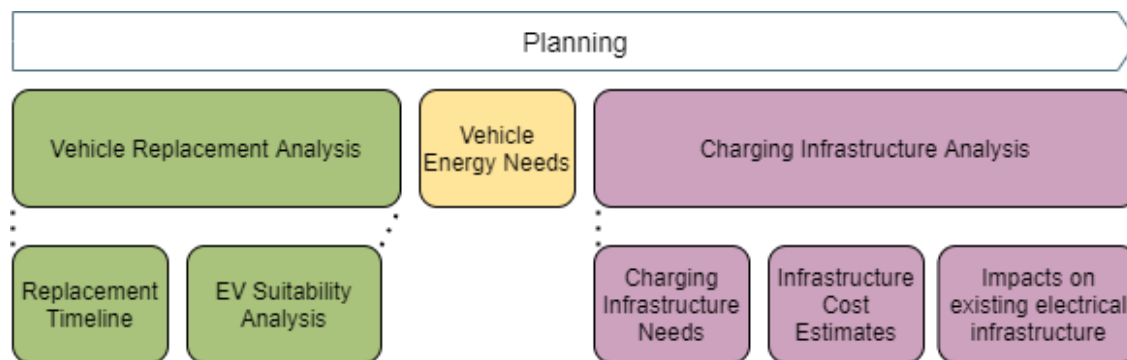 Planning
Vehicle Replacement Analysis
Vehicle
Energy Needs
Charging Infrastructure Analysis
Replacement
Timeline
EV Suitability
Analysis
Charging
Infrastructure
Needs
Infrastructure
Cost
Estimates
Impacts on
existing electrical
infrastructure